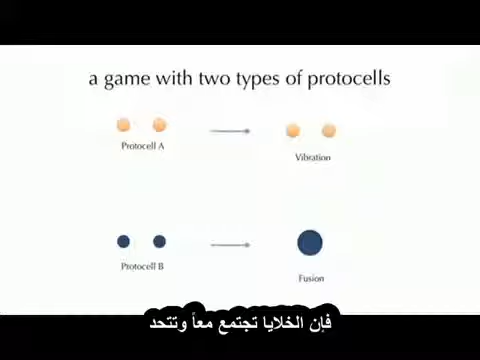 a game with two types of protocells
Protocell A
Vibration
Protocell B
Fusion
فإن الخلايا تجتمع معاً وتتحد